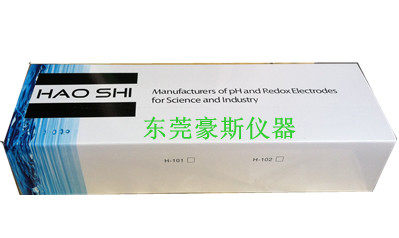 HAO SHI
Manufacturers of pH and Redox Electrodes
for Science and Industry
东莞豪斯仪器
H-101
H-102